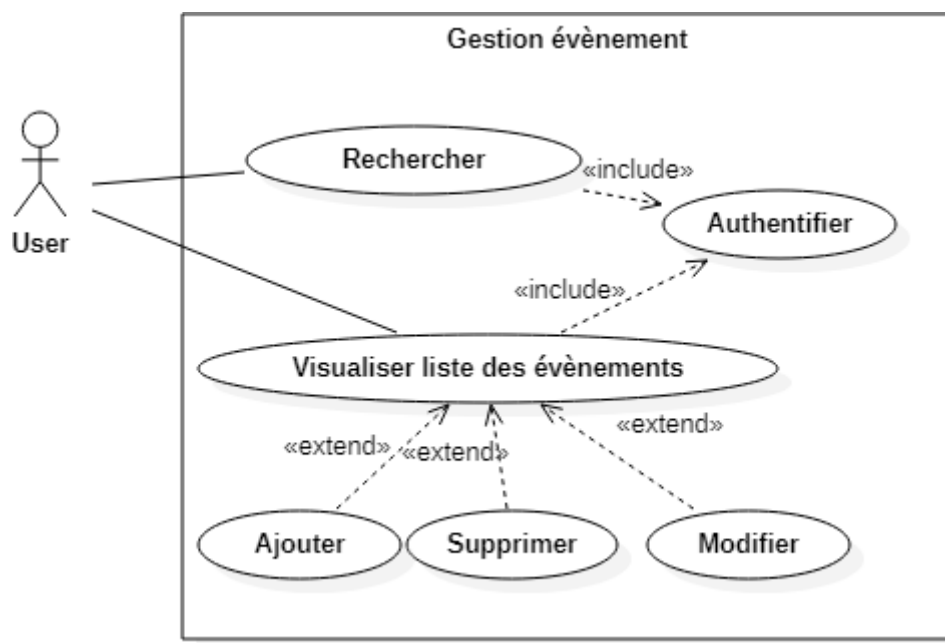 Gestion évènement
Rechercher
«include»
Authentifier
User
«include»
Visualiser liste des évènements
«extend»
«extend»
«extend»
Ajouter
Supprimer
Modifier